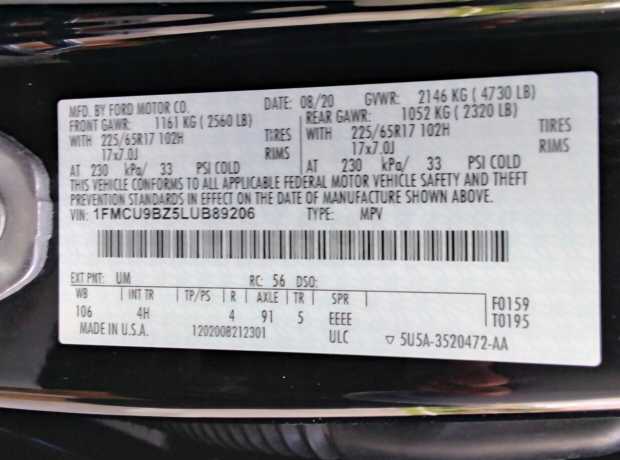 MFD. BY FORD MOTOR CO. DATE: 08/20 GVWR: 2146 KG ( 4730 LB)
FRONT GAWR: 1161 KG ( 2560 LB) REAR GAWR: 1052 KG ( 2320 LB)
WITH 225/65R17 102H TIRES WITH 225/65R17 102H TIRES
17x7.0J RIMS 17x7.0J RIMS
AT 230 kPa/ 33 PSI COLD AT 230 kPa/ 33 PSI COLD
THIS VEHICLE CONFORMS TO ALL APPLICABLE FEDERAL MOTOR VEHICLE SAFETY AND THEFT
PREVENTION STANDARDS IN EFFECT ON THE DATE OF MANUFACTURE SHOWN ABOVE.
VIN: 1FMCU9BZ5LUB89206 TYPE: MPV
EXT PNT: UM RC: 56 DSO:
WB INT TR TP/PS R AXLE TR SPR F0159
106 4H 4 91 5 EEEE T0195
MADE IN U.S.A. 1202008212301 ULC ▽ 5U5A-3520472-AA